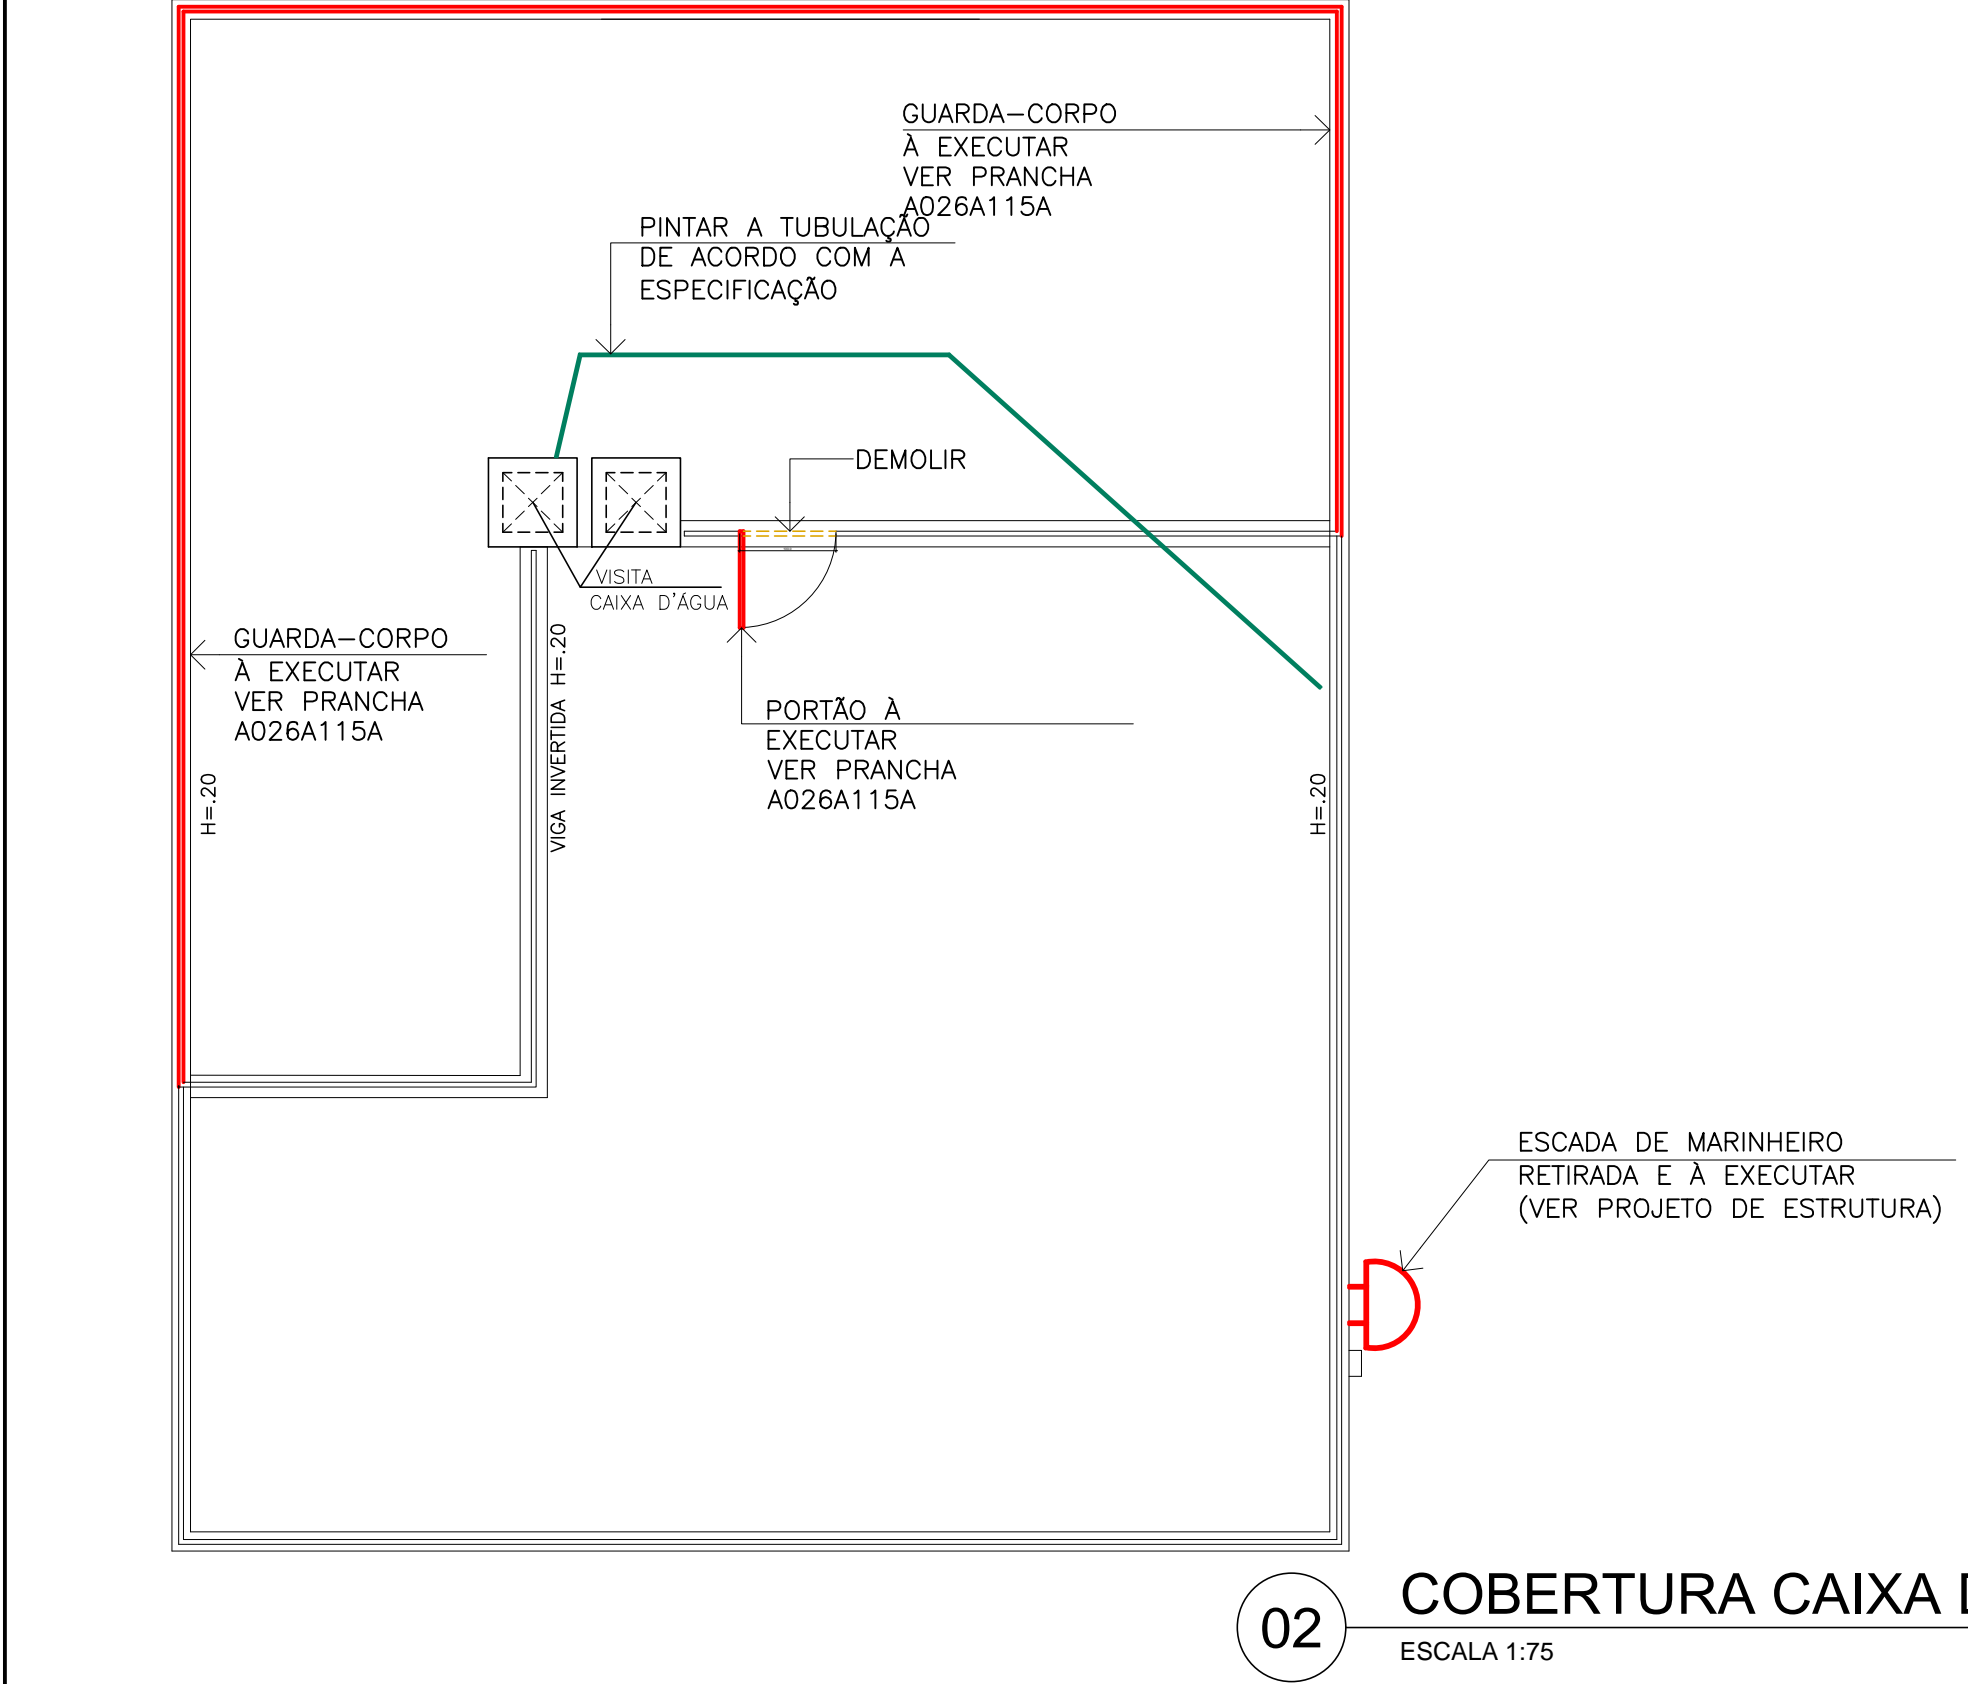 GUARDA-CORPO
À EXECUTAR
VER PRANCHA
A026A115A
PINTAR A TUBULAÇÃO
DE ACORDO COM A
ESPECIFICAÇÃO
DEMOLIR
VISITA
CAIXA D'ÁGUA
GUARDA-CORPO
À EXECUTAR
VER PRANCHA
A026A115A
VIGA INVERTIDA H=.20
PORTÃO À
EXECUTAR
VER PRANCHA
A026A115A
H=.20
H=.20
ESCADA DE MARINHEIRO
RETIRADA E À EXECUTAR
(VER PROJETO DE ESTRUTURA)
02
COBERTURA CAIXA D
ESCALA 1:75